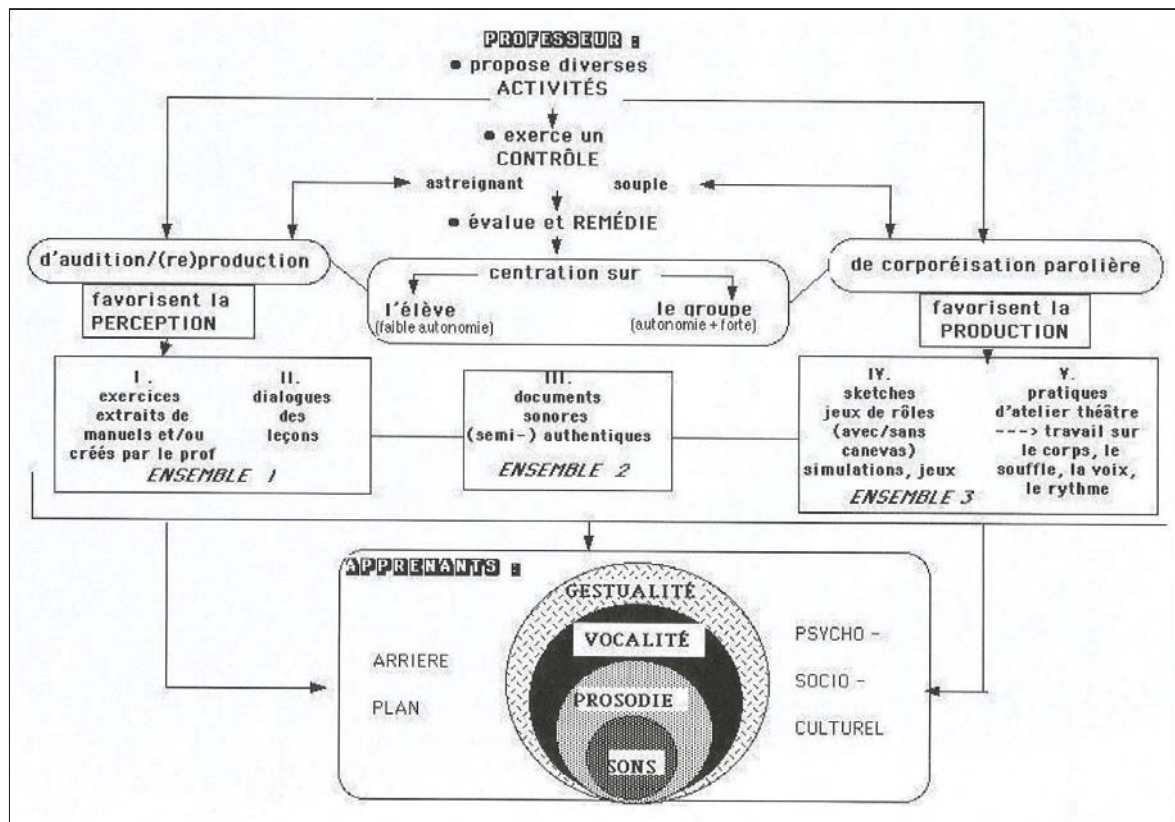 PROFESSEUR :
• propose diverses
ACTIVITÉS
• exerce un
CONTRÔLE
astreignant souple
• évalue et REMÉDIE
d'audition/(re)production
centration sur
de corporéisation parolière
l'élève
(faible autonomie)
le groupe
(autonomie + forte)
favorisent la
PERCEPTION
favorisent la
PRODUCTION
I.
exercices
extraits de
manuels et/ou
créés par le prof
II.
dialogues
des
leçons
ENSEMBLE 1
III.
documents
sonores
(semi-) authentiques
ENSEMBLE 2
IV.
sketches
jeux de rôles
(avec/sans
canevas)
simulations, jeux
V.
pratiques
d'atelier théâtre
---> travail sur
le corps, le
souffle, la voix,
le rythme
ENSEMBLE 3
APPRENANTS :
GESTUALITÉ
VOCALITÉ
PROSODIE
SONS
ARRIERE
PLAN
PSYCHO -
SOCIO -
CULTUREL